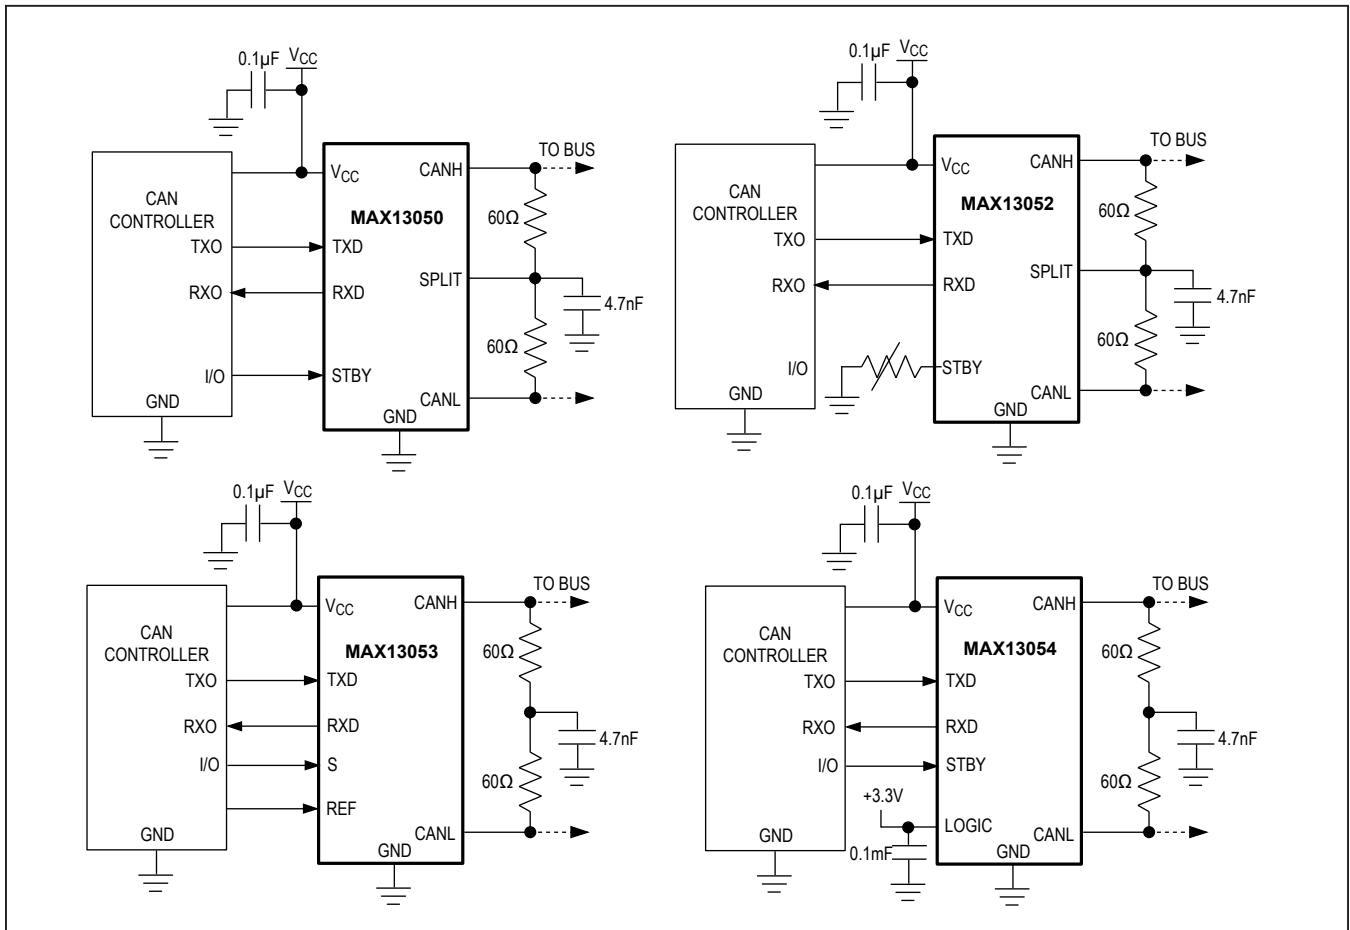 0.1µF
VCC
CAN
CONTROLLER
TXO
RXO
I/O
GND
VCC
MAX13050
TXD
RXD
STBY
GND
CANH
SPLIT
CANL
TO BUS
60Ω
4.7nF
60Ω
0.1µF
VCC
CAN
CONTROLLER
TXO
RXO
I/O
GND
VCC
MAX13052
TXD
RXD
STBY
GND
CANH
SPLIT
CANL
TO BUS
60Ω
4.7nF
60Ω
0.1µF
VCC
CAN
CONTROLLER
TXO
RXO
I/O
GND
VCC
MAX13053
TXD
RXD
S
REF
GND
CANH
CANL
TO BUS
60Ω
4.7nF
60Ω
0.1µF
VCC
CAN
CONTROLLER
TXO
RXO
I/O
GND
+3.3V
0.1mF
VCC
MAX13054
TXD
RXD
STBY
LOGIC
GND
CANH
CANL
TO BUS
60Ω
4.7nF
60Ω